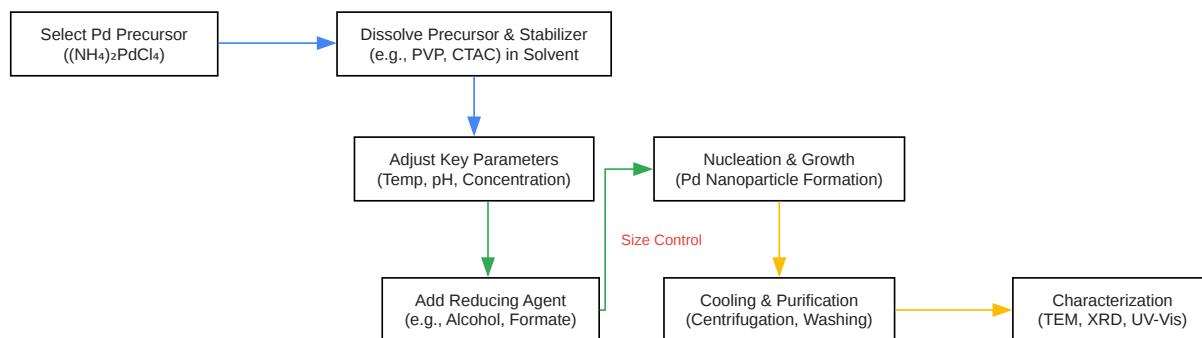 Select Pd Precursor
((NH₄)₂PdCl₄)
Dissolve Precursor & Stabilizer
(e.g., PVP, CTAC) in Solvent
Adjust Key Parameters
(Temp, pH, Concentration)
Nucleation & Growth
(Pd Nanoparticle Formation)
Size Control
Add Reducing Agent
(e.g., Alcohol, Formate)
Cooling & Purification
(Centrifugation, Washing)
Characterization
(TEM, XRD, UV-Vis)